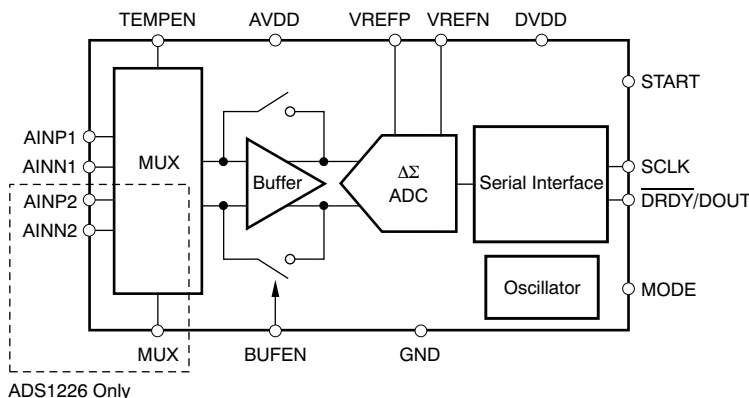 TEMPEN AVDD VREFP VREFN DVDD
START
AINP1
AINN1
AINP2
AINN2
MUX
Buffer
ΔΣ
ADC
Serial Interface
SCLK
DRDY/DOUT
Oscillator
MODE
MUX BUFEN GND
ADS1226 Only